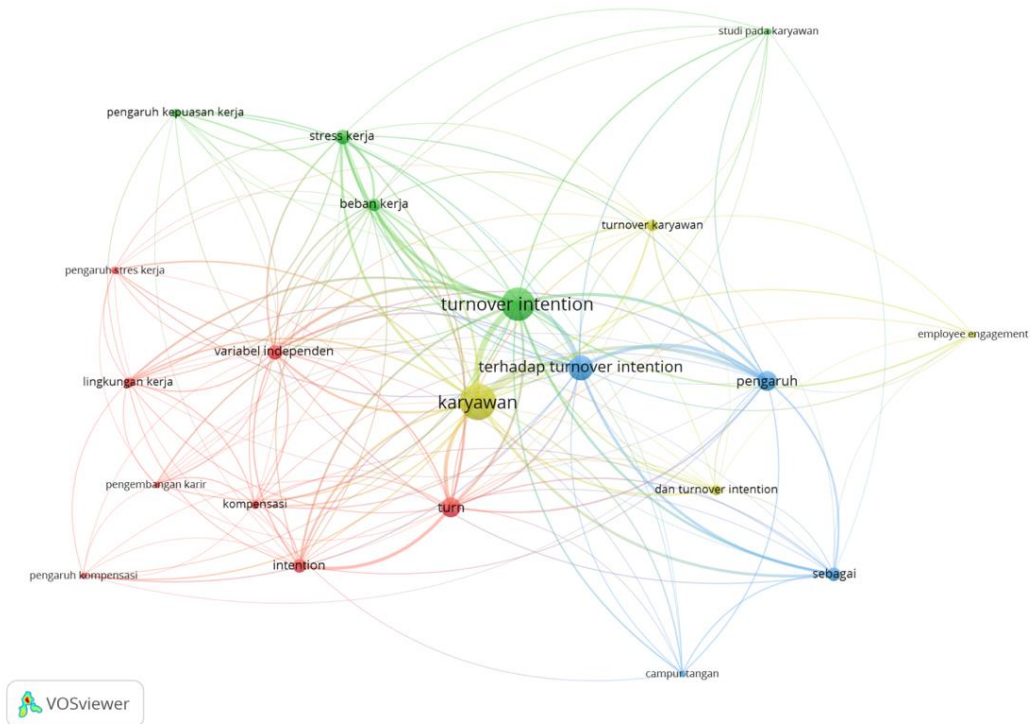 studi pada karyawan
pengaruh kepuasan kerja
stress kerja
beban kerja
turnover karyawan
pengaruh stres kerja
turnover intention
employee engagement
variabel independen
terhadap turnover intention
lingkungan kerja
pengaruh
karyawan
pengembangan karir
dan turnover intention
kompensasi
turn
intention
pengaruh kompensasi
sebagai
campur tangan
VOSviewer